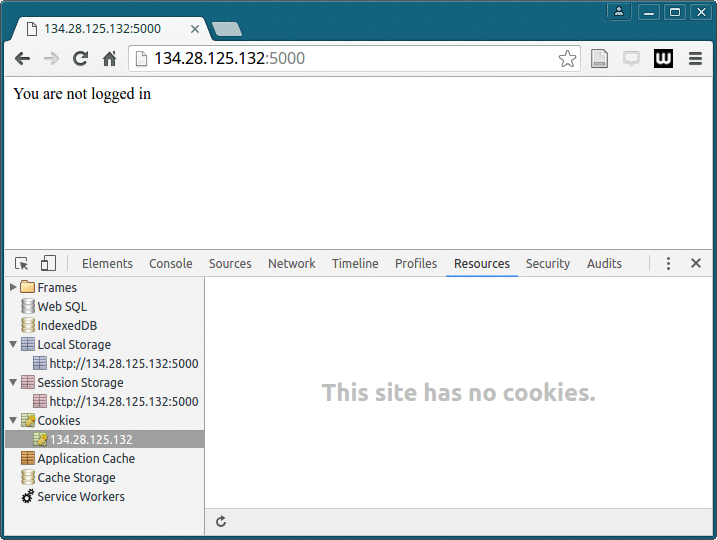 134.28.125.132:5000
134.28.125.132:5000
W
You are not logged in
Elements Console Sources Network Timeline Profiles Resources Security Audits
Frames
Web SQL
IndexedDB
Local Storage
http://134.28.125.132:5000
Session Storage
http://134.28.125.132:5000
Cookies
134.28.125.132
Application Cache
Cache Storage
Service Workers
This site has no cookies.